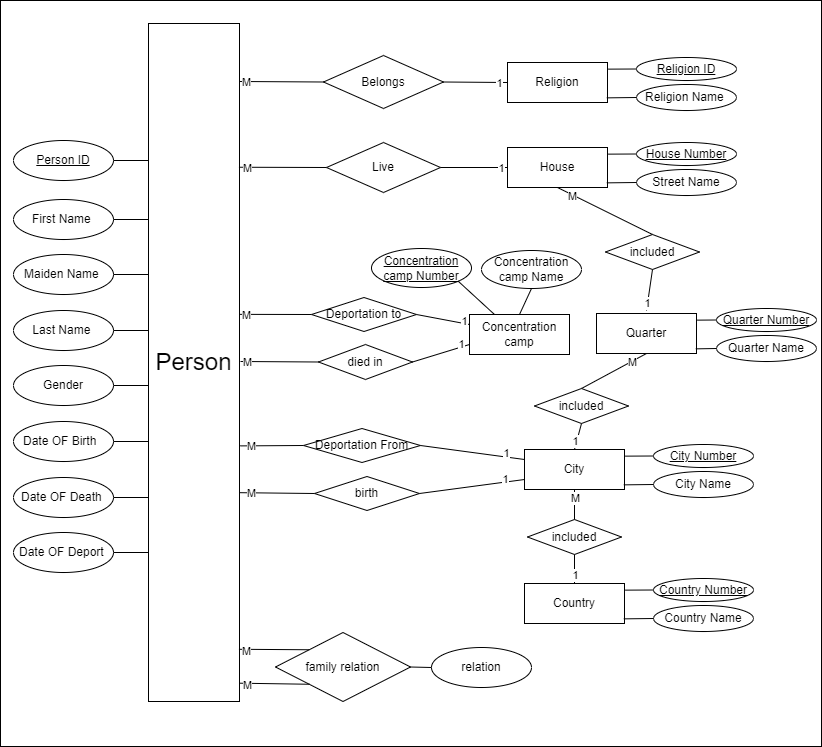 M
Belongs
1
Religion
Religion ID
Religion Name
Person ID
M
Live
1
House
House Number
Street Name
M
First Name
included
Maiden Name
Concentration
camp Number
Concentration
camp Name
1
M
Deportation to
1
Concentration
camp
Quarter
Quarter Number
Quarter Name
Last Name
Person
M
died in
1
M
Gender
included
1
Date OF Birth
M
Deportation From
1
City
City Number
City Name
Date OF Death
M
birth
1
M
Date OF Deport
included
1
Country
Country Number
Country Name
M
family relation
relation
M